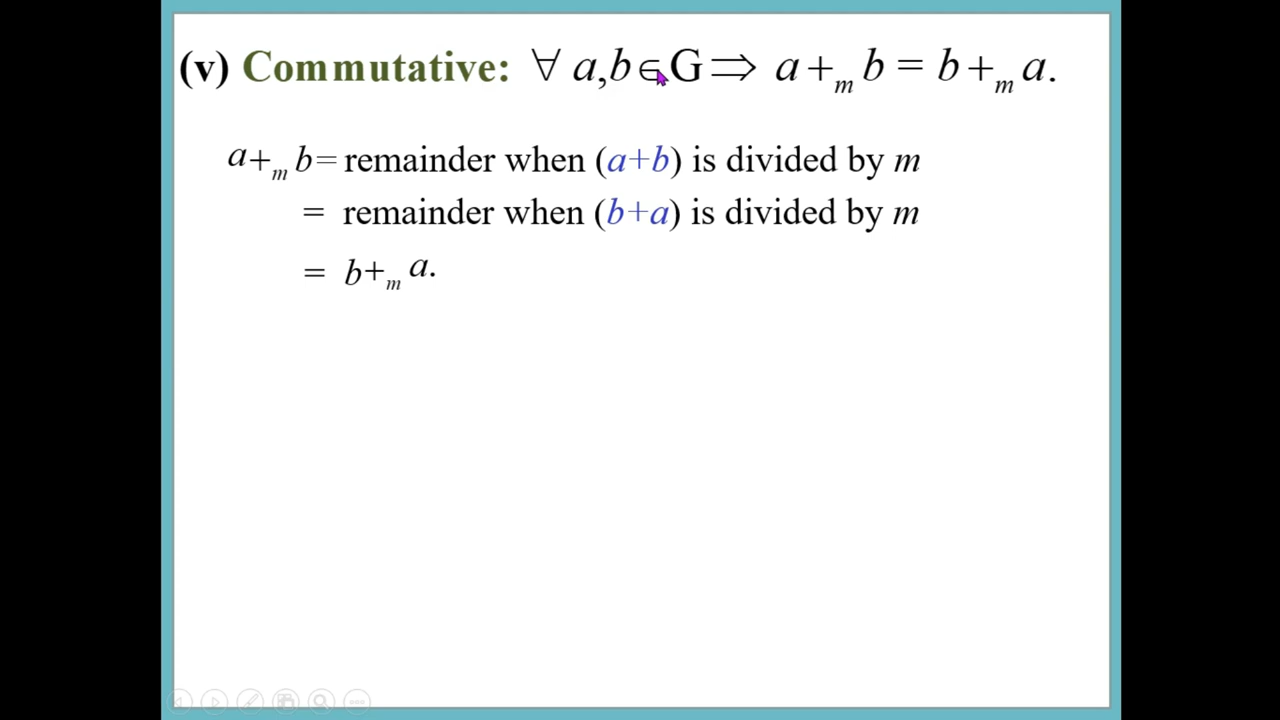 (v) Commutative: ∀ a,b∈G⇒ a+ₘ b = b+ₘ a.
a+ₘ b= remainder when (a+b) is divided by m
= remainder when (b+a) is divided by m
= b+ₘ a.